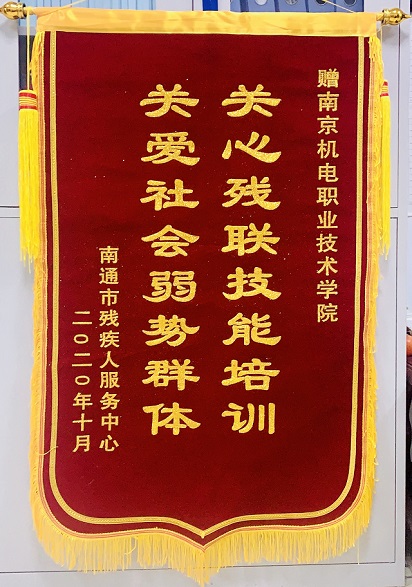 赠南京机电职业技术学院
关心残联技能培训
关爱社会弱势群体
南通市残疾人服务中心
二〇二〇年十月